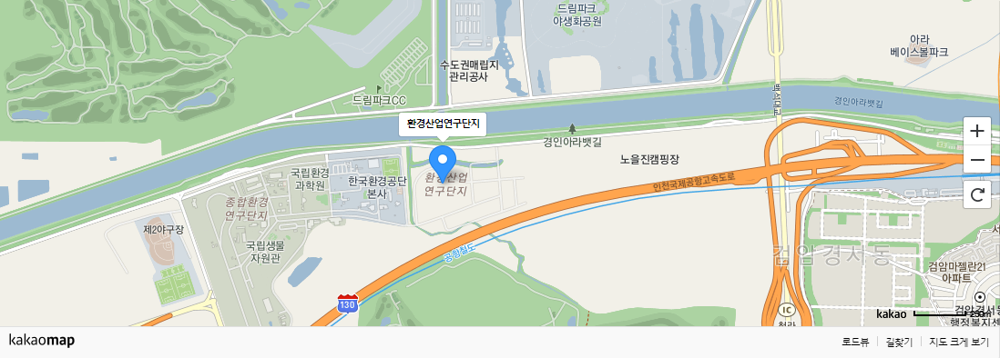 드림파크
야생화공원
아라
베이스볼파크
수도권매립지
관리공사
드림파크CC
백석대교
경인아라뱃길
환경산업연구단지
경인아라뱃길
노을진캠핑장
국립환경
과학원
한국환경공단
본사
환경산업
연구단지
인천국제공항고속도로
종합환경
연구단지
제2야구장
국립생물
자원관
공항철도
검암경서동
검암마젤란21
아파트
130
IC
청라
검암경서동
행정복지센
kakao
250m
kakaomap
로드뷰
길찾기
지도 크게 보기